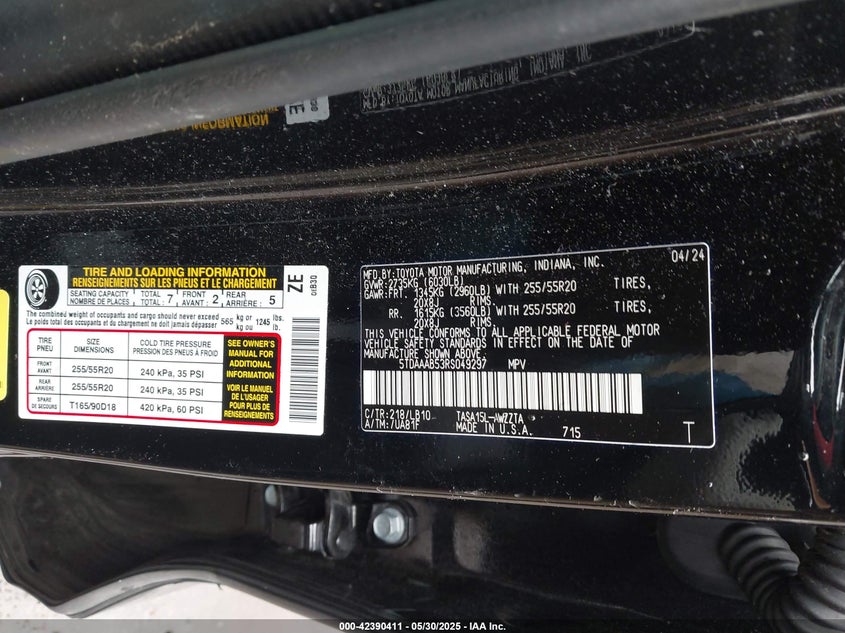 TIRE AND LOADING INFORMATION
RENSEIGNEMENTS SUR LES PNEUS ET LE CHARGEMENT
SEATING CAPACITY TOTAL 7 FRONT 2 REAR 5
NOMBRE DE PLACES TOTAL: AVANT: ARRIÈRE:
The combined weight of occupants and cargo should never exceed 565 kg or 1245 lbs.
Le poids total des occupants et du chargement ne doit jamais dépasser kg ou lb.
TIRE PNEU SIZE DIMENSIONS COLD TIRE PRESSURE PRESSION DES PNEUS À FROID
FRONT AVANT 255/55R20 240 kPa, 35 PSI
REAR ARRIÈRE 255/55R20 240 kPa, 35 PSI
SPARE DE SECOURS T165/90D18 420 kPa, 60 PSI
SEE OWNER'S MANUAL FOR ADDITIONAL INFORMATION
VOIR LE MANUEL DE L'USAGER POUR PLUS DE RENSEIGNEMENTS
ZE
01B30
MFD.BY:TOYOTA MOTOR MANUFACTURING, INDIANA, INC. 04/24
GVWR:2735KG (6030LB)
GAWR:FRT. 1345KG (2960LB) WITH 255/55R20 TIRES,
20X8J RIMS
RR. 1615KG (3560LB) WITH 255/55R20 TIRES,
20X8J RIMS
THIS VEHICLE CONFORMS TO ALL APPLICABLE FEDERAL MOTOR
VEHICLE SAFETY STANDARDS IN EFFECT ON THE DATE OF
MANUFACTURE SHOWN ABOVE.
5TDAAAB53RS049297 MPV
C/TR:218/LB10 TASA15L-AWZZTA
A/TM:7UA81F MADE IN U.S.A. 715 T
000-42390411 - 05/30/2025 - IAA Inc.